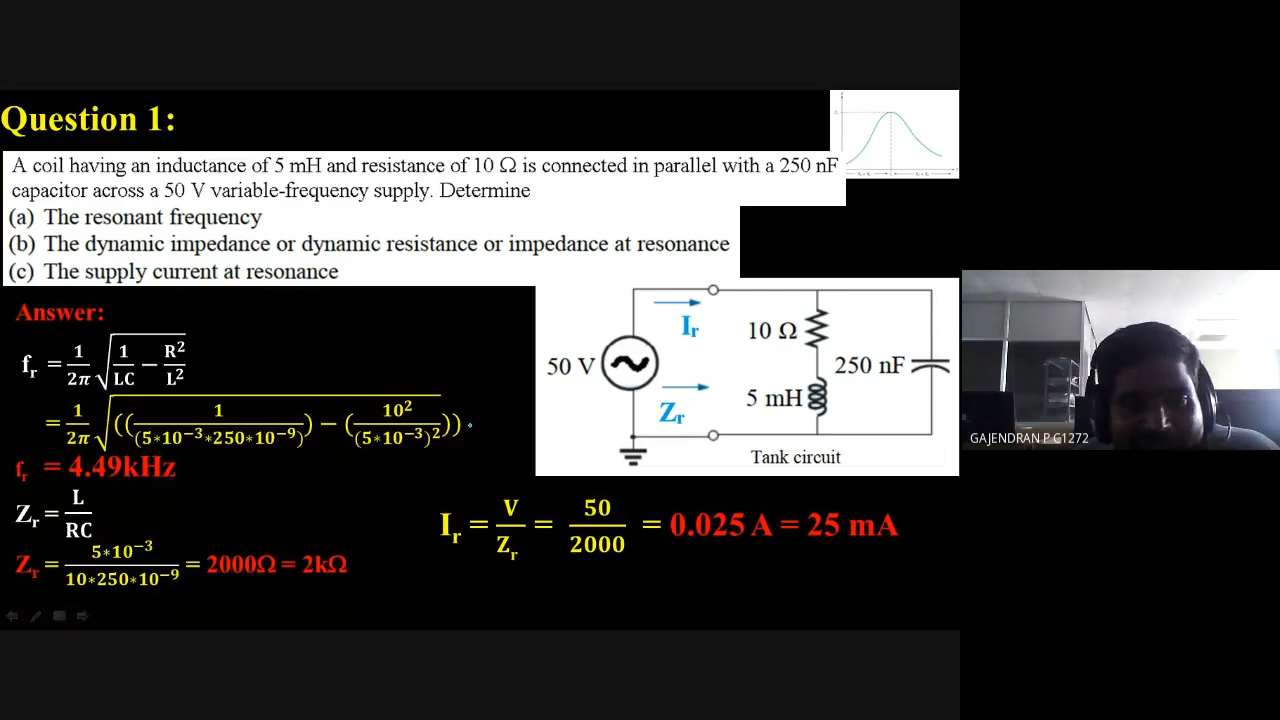 Question 1:
A coil having an inductance of 5 mH and resistance of 10 Ω is connected in parallel with a 250 nF
capacitor across a 50 V variable-frequency supply. Determine
(a) The resonant frequency
(b) The dynamic impedance or dynamic resistance or impedance at resonance
(c) The supply current at resonance
Answer:
fᵣ = 1/2π √(1/LC − R²/L²)
= 1/2π √((1/(5*10⁻³*250*10⁻⁹)) − (10²/(5*10⁻³)²))
fᵣ = 4.49kHz
Zᵣ = L/RC
Zᵣ = 5*10⁻³/10*250*10⁻⁹ = 2000Ω = 2kΩ
Iᵣ
10 Ω
50 V
250 nF
5 mH
Zᵣ
Tank circuit
Iᵣ = V/Zᵣ = 50/2000 = 0.025 A = 25 mA
GAJENDRAN P C1272